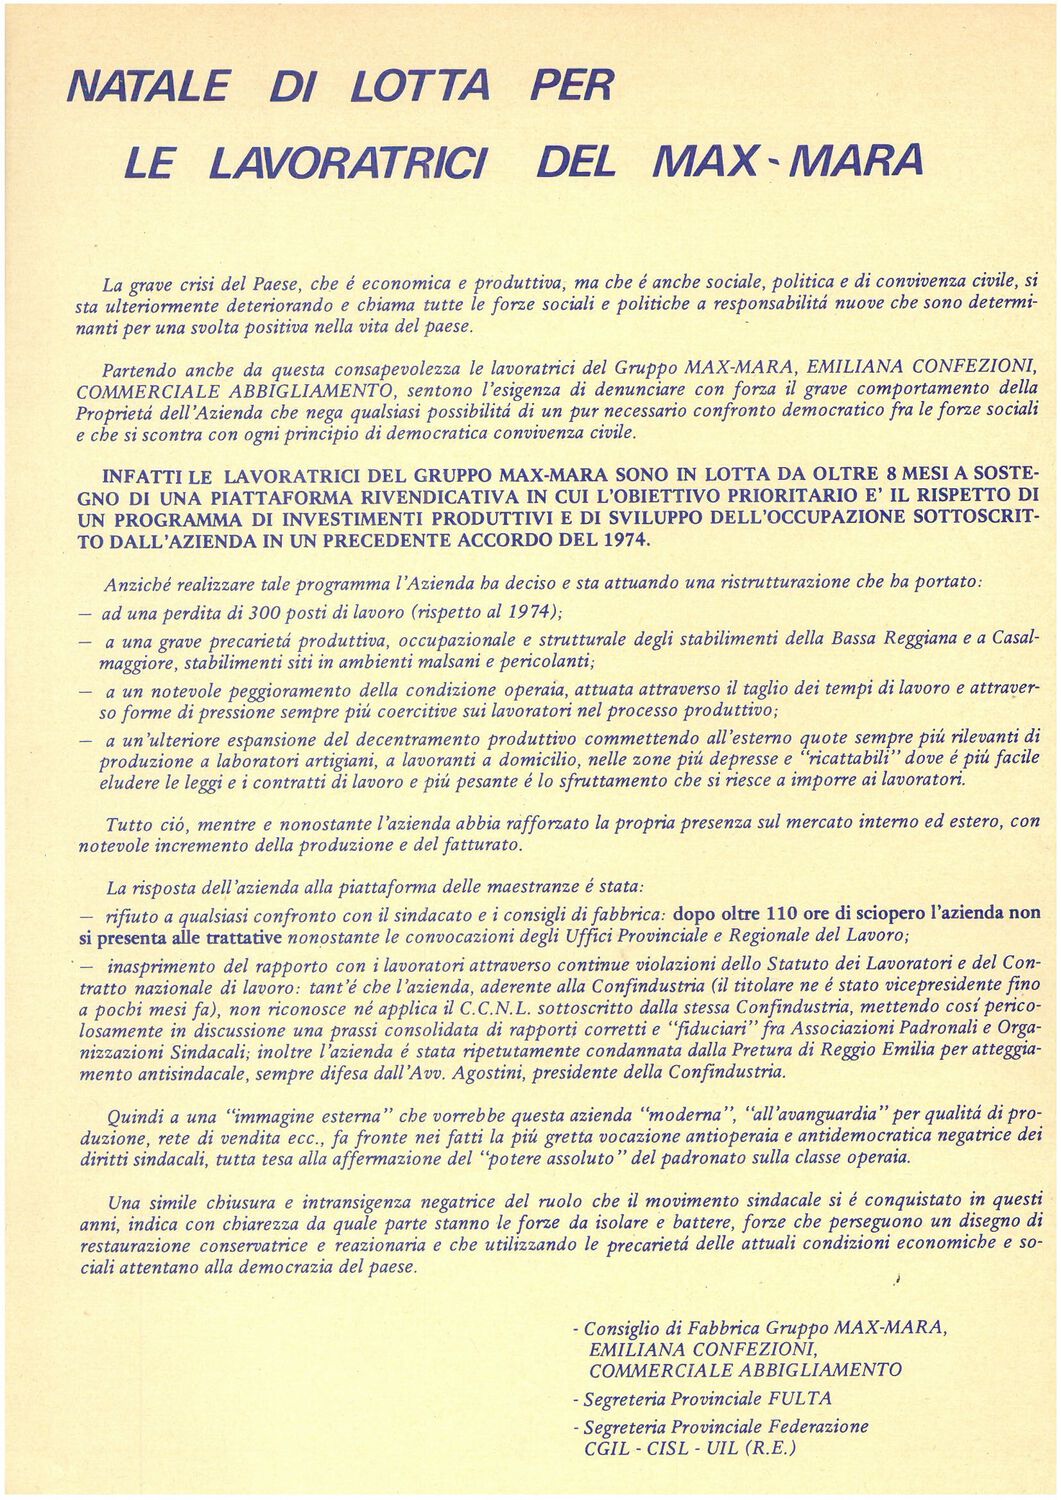 NATALE DI LOTTA PER
LE LAVORATRICI DEL MAX-MARA
La grave crisi del Paese, che é economica e produttiva, ma che é anche sociale, politica e di convivenza civile, si
sta ulteriormente deteriorando e chiama tutte le forze sociali e politiche a responsabilitá nuove che sono determi-
nanti per una svolta positiva nella vita del paese.
Partendo anche da questa consapevolezza le lavoratrici del Gruppo MAX-MARA, EMILIANA CONFEZIONI,
COMMERCIALE ABBIGLIAMENTO, sentono l'esigenza di denunciare con forza il grave comportamento della
Proprietá dell'Azienda che nega qualsiasi possibilitá di un pur necessario confronto democratico fra le forze sociali
e che si scontra con ogni principio di democratica convivenza civile.
INFATTI LE LAVORATRICI DEL GRUPPO MAX-MARA SONO IN LOTTA DA OLTRE 8 MESI A SOSTE-
GNO DI UNA PIATTAFORMA RIVENDICATIVA IN CUI L'OBIETTIVO PRIORITARIO E' IL RISPETTO DI
UN PROGRAMMA DI INVESTIMENTI PRODUTTIVI E DI SVILUPPO DELL'OCCUPAZIONE SOTTOSCRIT-
TO DALL'AZIENDA IN UN PRECEDENTE ACCORDO DEL 1974.
Anziché realizzare tale programma l'Azienda ha deciso e sta attuando una ristrutturazione che ha portato:
— ad una perdita di 300 posti di lavoro (rispetto al 1974);
— a una grave precarietá produttiva, occupazionale e strutturale degli stabilimenti della Bassa Reggiana e a Casal-
maggiore, stabilimenti siti in ambienti malsani e pericolanti;
— a un notevole peggioramento della condizione operaia, attuata attraverso il taglio dei tempi di lavoro e attraver-
so forme di pressione sempre piú coercitive sui lavoratori nel processo produttivo;
— a un'ulteriore espansione del decentramento produttivo commettendo all'esterno quote sempre piú rilevanti di
produzione a laboratori artigiani, a lavoranti a domicilio, nelle zone piú depresse e "ricattabili" dove é piú facile
eludere le leggi e i contratti di lavoro e piú pesante é lo sfruttamento che si riesce a imporre ai lavoratori.
Tutto ció, mentre e nonostante l'azienda abbia rafforzato la propria presenza sul mercato interno ed estero, con
notevole incremento della produzione e del fatturato.
La risposta dell'azienda alla piattaforma delle maestranze é stata:
— rifiuto a qualsiasi confronto con il sindacato e i consigli di fabbrica: dopo oltre 110 ore di sciopero l'azienda non
si presenta alle trattative nonostante le convocazioni degli Uffici Provinciale e Regionale del Lavoro;
— inasprimento del rapporto con i lavoratori attraverso continue violazioni dello Statuto dei Lavoratori e del Con-
tratto nazionale di lavoro: tant'é che l'azienda, aderente alla Confindustria (il titolare ne é stato vicepresidente fino
a pochi mesi fa), non riconosce né applica il C.C.N.L. sottoscritto dalla stessa Confindustria, mettendo cosí perico-
losamente in discussione una prassi consolidata di rapporti corretti e "fiduciari" fra Associazioni Padronali e Orga-
nizzazioni Sindacali; inoltre l'azienda é stata ripetutamente condannata dalla Pretura di Reggio Emilia per atteggia-
mento antisindacale, sempre difesa dall'Avv. Agostini, presidente della Confindustria.
Quindi a una "immagine esterna" che vorrebbe questa azienda "moderna", "all'avanguardia" per qualitá di pro-
duzione, rete di vendita ecc., fa fronte nei fatti la piú gretta vocazione antioperaia e antidemocratica negatrice dei
diritti sindacali, tutta tesa alla affermazione del "potere assoluto" del padronato sulla classe operaia.
Una simile chiusura e intransigenza negatrice del ruolo che il movimento sindacale si é conquistato in questi
anni, indica con chiarezza da quale parte stanno le forze da isolare e battere, forze che perseguono un disegno di
restaurazione conservatrice e reazionaria e che utilizzando le precarietá delle attuali condizioni economiche e so-
ciali attentano alla democrazia del paese.
- Consiglio di Fabbrica Gruppo MAX-MARA,
EMILIANA CONFEZIONI,
COMMERCIALE ABBIGLIAMENTO
- Segreteria Provinciale FULTA
- Segreteria Provinciale Federazione
CGIL - CISL - UIL (R.E.)